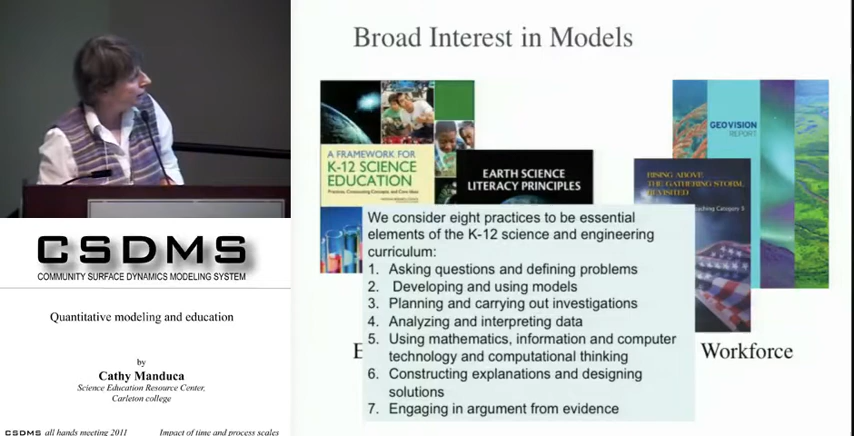 Broad Interest in Models
A FRAMEWORK FOR
K-12 SCIENCE
EDUCATION
EARTH SCIENCE
LITERACY PRINCIPLES
GEOVISION
REPORT
RISING ABOVE
THE GATHERING STORM,
REVISITED
Category 5
We consider eight practices to be essential
elements of the K-12 science and engineering
curriculum:
1. Asking questions and defining problems
2. Developing and using models
3. Planning and carrying out investigations
4. Analyzing and interpreting data
5. Using mathematics, information and computer
technology and computational thinking
6. Constructing explanations and designing
solutions
7. Engaging in argument from evidence
E
Workforce
CSDMS
COMMUNITY SURFACE DYNAMICS MODELING SYSTEM
Quantitative modeling and education
by
Cathy Manduca
Science Education Resource Center,
Carleton college
CSDMS all hands meeting 2011
Impact of time and process scales